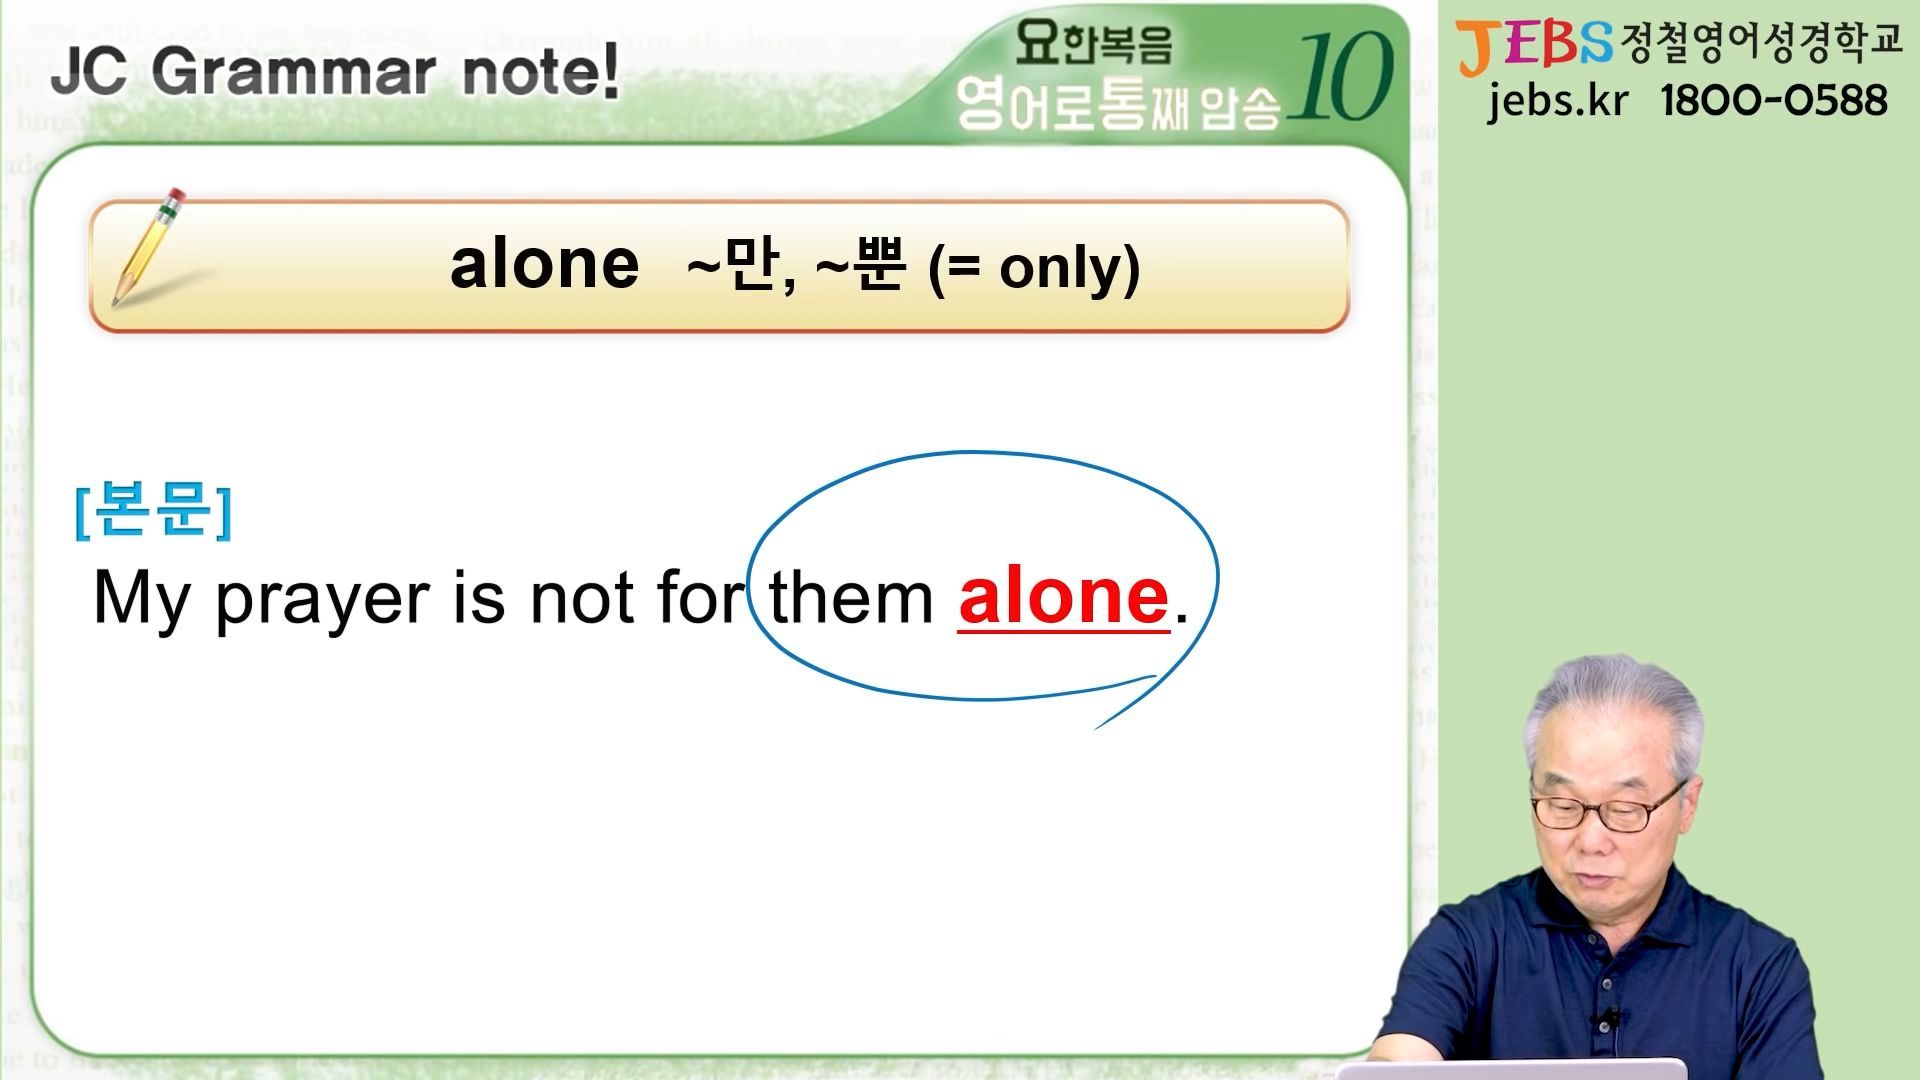 JC Grammar note!
요한복음
영어로통째 암송 10
JEBS 정철영어성경학교
jebs.kr 1800-0588
alone ~만, ~뿐 (= only)
[본문]
My prayer is not for them alone.